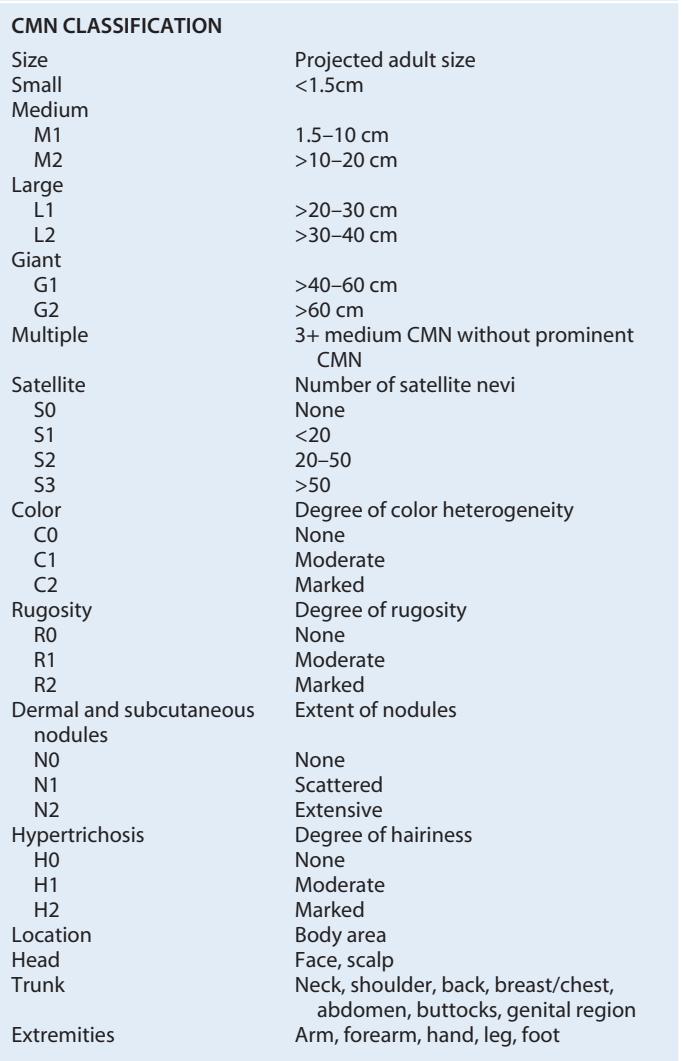 CMN CLASSIFICATION
Size Projected adult size
Small <1.5cm
Medium
M1 1.5–10 cm
M2 >10–20 cm
Large
L1 >20–30 cm
L2 >30–40 cm
Giant
G1 >40–60 cm
G2 >60 cm
Multiple 3+ medium CMN without prominent
CMN
Satellite Number of satellite nevi
S0 None
S1 <20
S2 20–50
S3 >50
Color Degree of color heterogeneity
C0 None
C1 Moderate
C2 Marked
Rugosity Degree of rugosity
R0 None
R1 Moderate
R2 Marked
Dermal and subcutaneous Extent of nodules
nodules
N0 None
N1 Scattered
N2 Extensive
Hypertrichosis Degree of hairiness
H0 None
H1 Moderate
H2 Marked
Location Body area
Head Face, scalp
Trunk Neck, shoulder, back, breast/chest,
abdomen, buttocks, genital region
Extremities Arm, forearm, hand, leg, foot